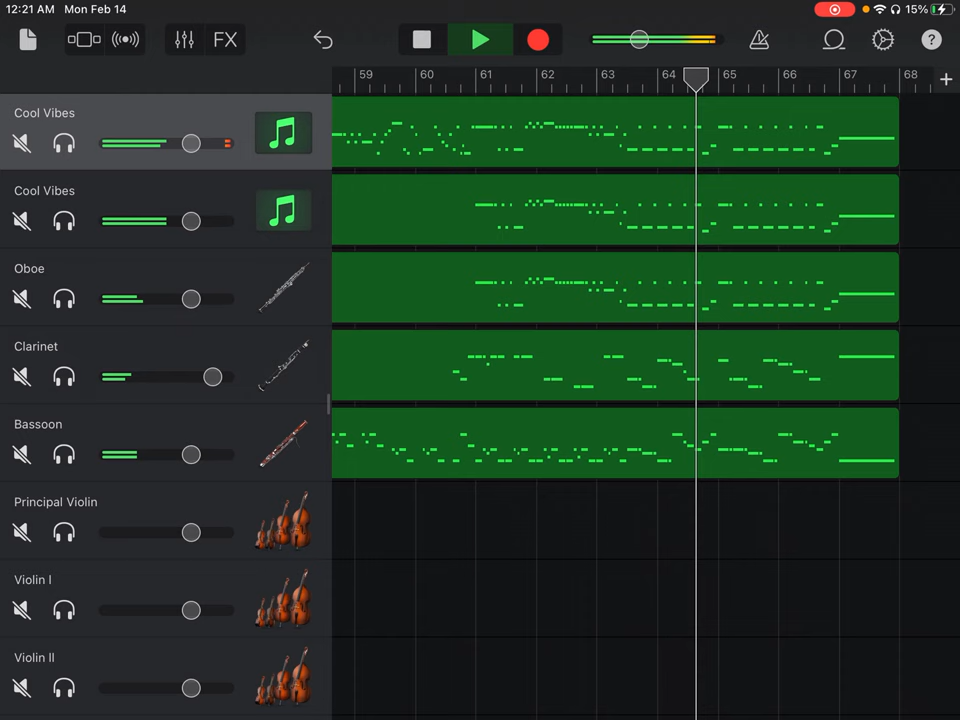 12:21 AM Mon Feb 14 15%
FX ?
59 60 61 62 63 64 65 66 67 68 +
Cool Vibes
Cool Vibes
Oboe
Clarinet
Bassoon
Principal Violin
Violin I
Violin II